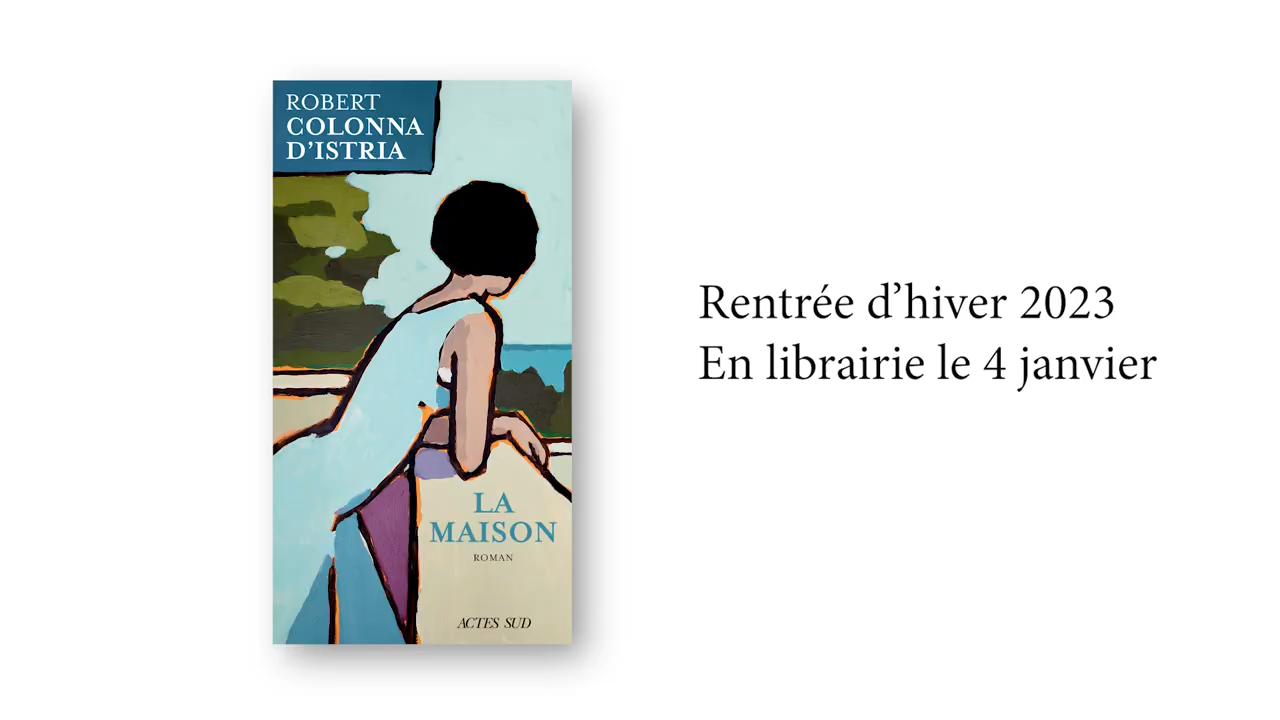 ROBERT
COLONNA
D'ISTRIA
LA
MAISON
ROMAN
ACTES SUD
Rentrée d'hiver 2023
En librairie le 4 janvier